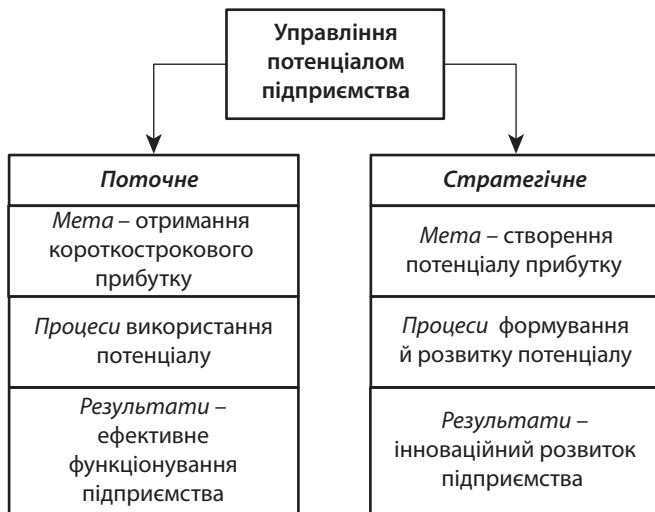 Управління
потенціалом
підприємства
Поточне
Мета – отримання
короткострокового
прибутку
Процеси використання
потенціалу
Результати –
ефективне
функціонування
підприємства
Стратегічне
Мета – створення
потенціалу прибутку
Процеси формування
й розвитку потенціалу
Результати –
інноваційний розвиток
підприємства